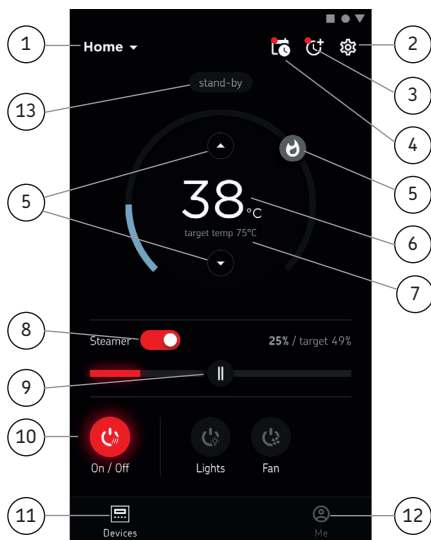 1
Home
2
3
4
13
stand-by
5
5
38 °C
6
target temp 75°C
7
8
Steamer
25% / target 49%
9
10
On / Off
Lights
Fan
11
Devices
12
Me